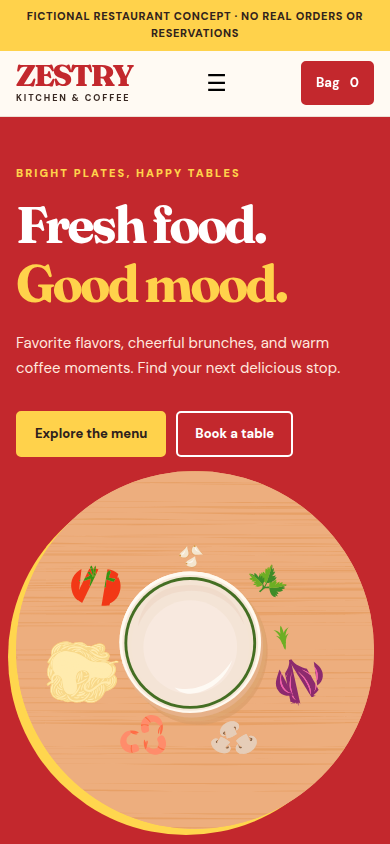 FICTIONAL RESTAURANT CONCEPT · NO REAL ORDERS OR
RESERVATIONS
ZESTRY
KITCHEN & COFFEE
Bag 0
BRIGHT PLATES, HAPPY TABLES
Fresh food.
Good mood.
Favorite flavors, cheerful brunches, and warm
coffee moments. Find your next delicious stop.
Explore the menu
Book a table